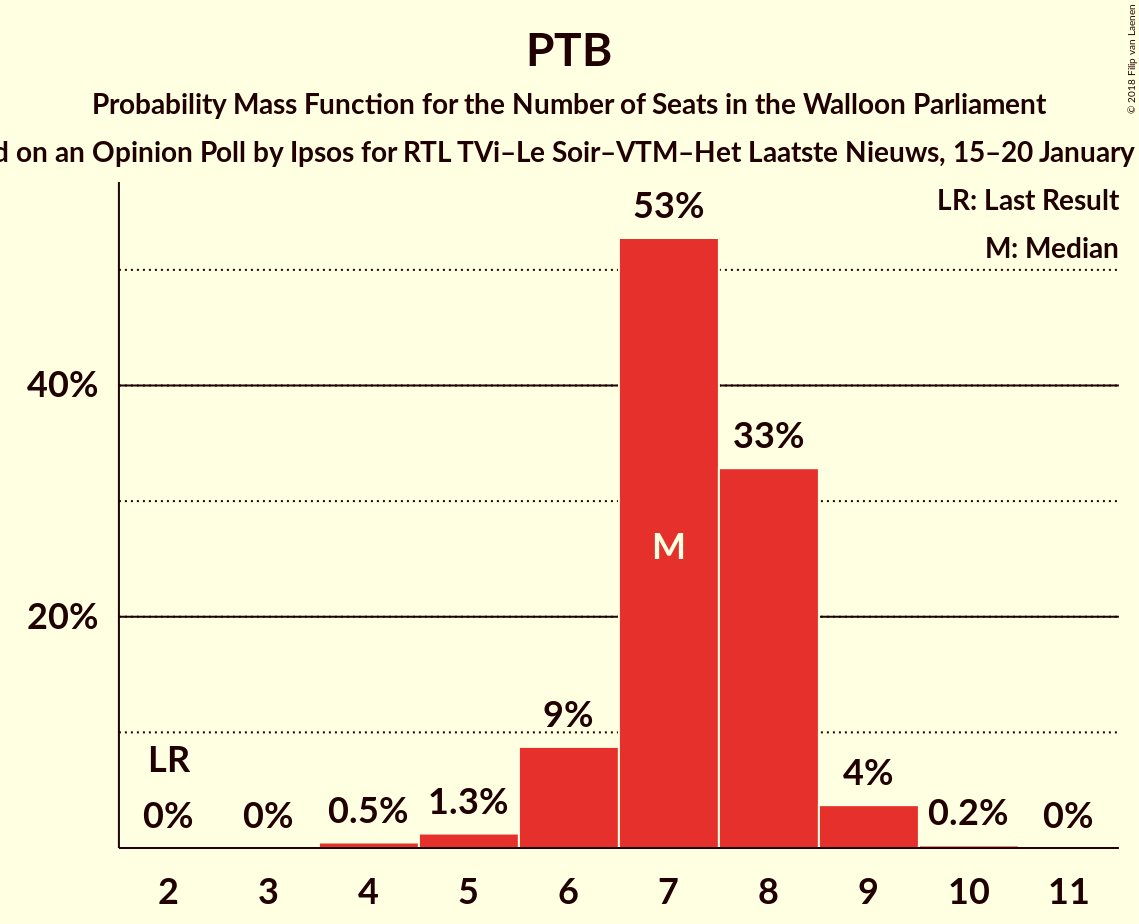 PTB
Probability Mass Function for the Number of Seats in the Walloon Parliament
on an Opinion Poll by Ipsos for RTL TVi–Le Soir–VTM–Het Laatste Nieuws, 15–20 January
© 2018 Filip van Laenen
LR: Last Result
M: Median
53%
40%
33%
M
20%
9%
LR
4%
0% 0% 0.5% 1.3% 0.2% 0%
2 3 4 5 6 7 8 9 10 11